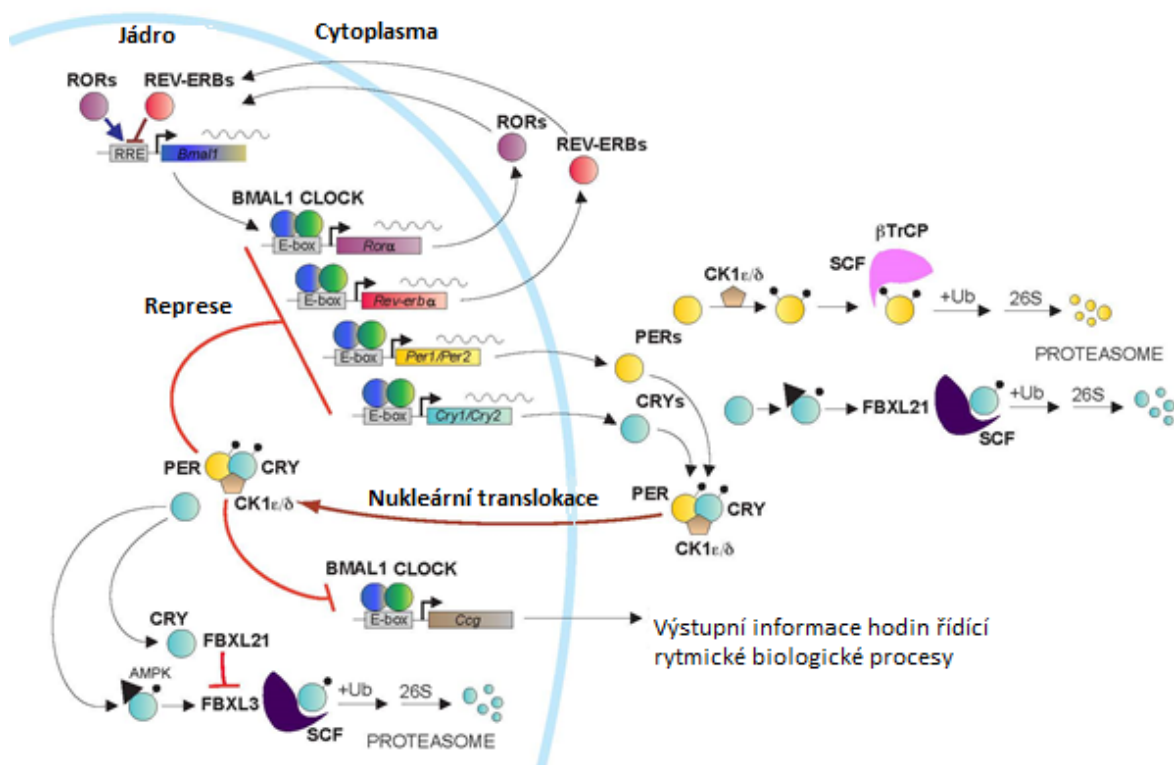 Jádro
Cytoplasma
RORs
REV-ERBs
RRE
Bmal1
RORs
REV-ERBs
BMAL1 CLOCK
E-box
Rorα
E-box
Rev-erbα
Represe
E-box
Per1/Per2
E-box
Cry1/Cry2
PERs
CRYs
CK1ε/δ
SCF
βTrCP
+Ub
26S
PROTEASOME
FBXL21
SCF
+Ub
26S
PER
CRY
CK1ε/δ
Nukleární translokace
PER
CRY
CK1ε/δ
BMAL1 CLOCK
E-box
Ccg
Výstupní informace hodin řídící
rytmické biologické procesy
CRY
FBXL21
AMPK
FBXL3
SCF
+Ub
26S
PROTEASOME